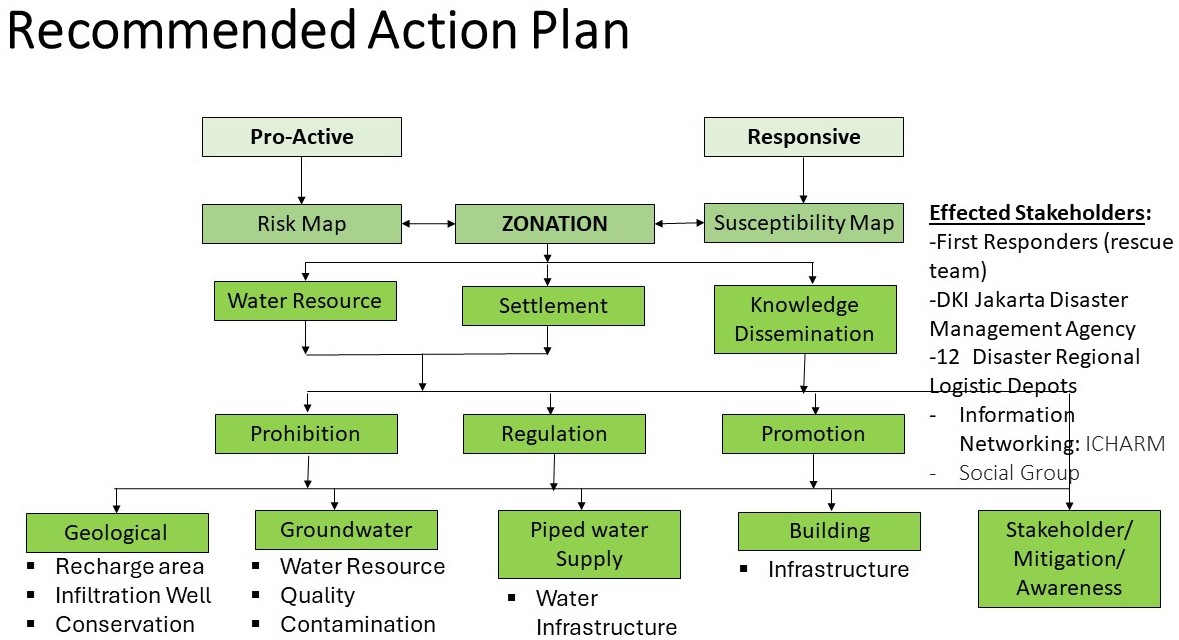 Recommended Action Plan
Pro-Active
Responsive
Risk Map
ZONATION
Susceptibility Map
Effected Stakeholders:
-First Responders (rescue
team)
-DKI Jakarta Disaster
Management Agency
-12 Disaster Regional
Logistic Depots
- Information
Networking: ICHARM
- Social Group
Water Resource
Settlement
Knowledge
Dissemination
Prohibition
Regulation
Promotion
Geological
▪ Recharge area
▪ Infiltration Well
▪ Conservation
Groundwater
▪ Water Resource
▪ Quality
▪ Contamination
Piped water
Supply
▪ Water
Infrastructure
Building
▪ Infrastructure
Stakeholder/
Mitigation/
Awareness